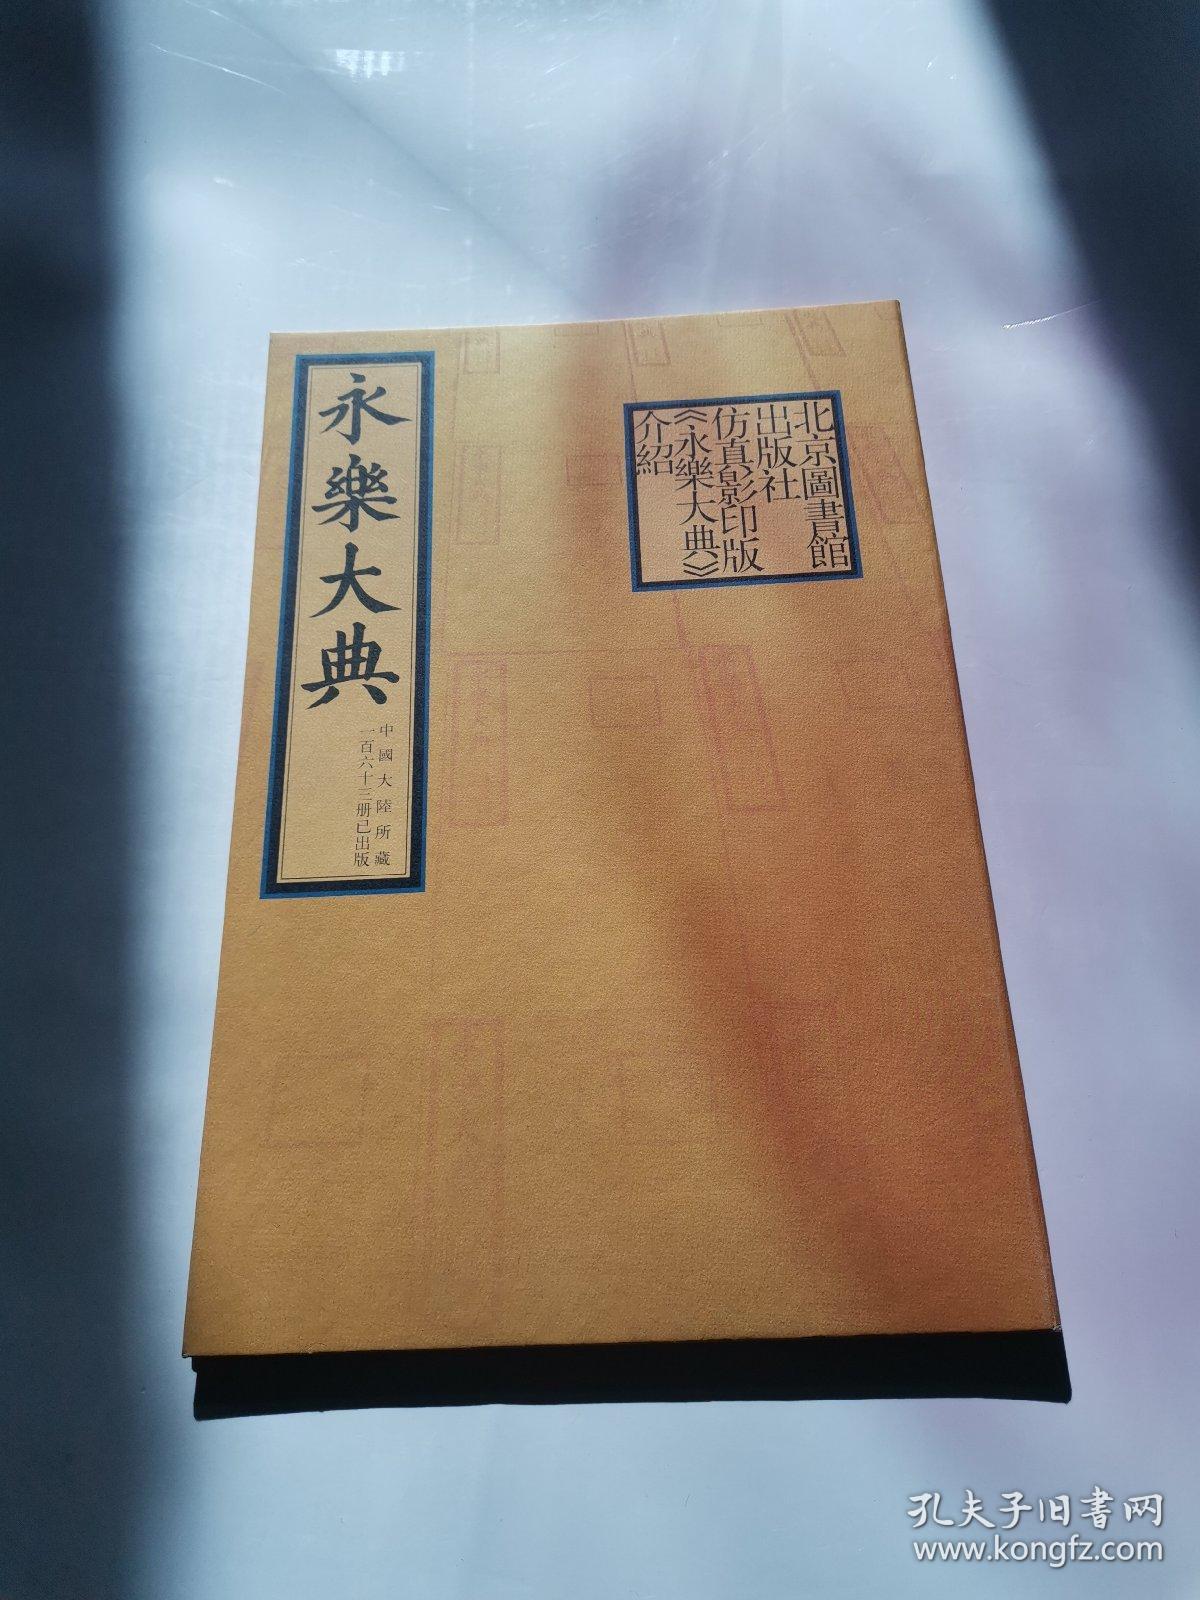 永樂大典
中國大陸所藏
一百六十三册已出版
北京圖書館
出版社
仿真影印版
《永樂大典》
介紹
孔夫子旧书网
www.kongfz.com